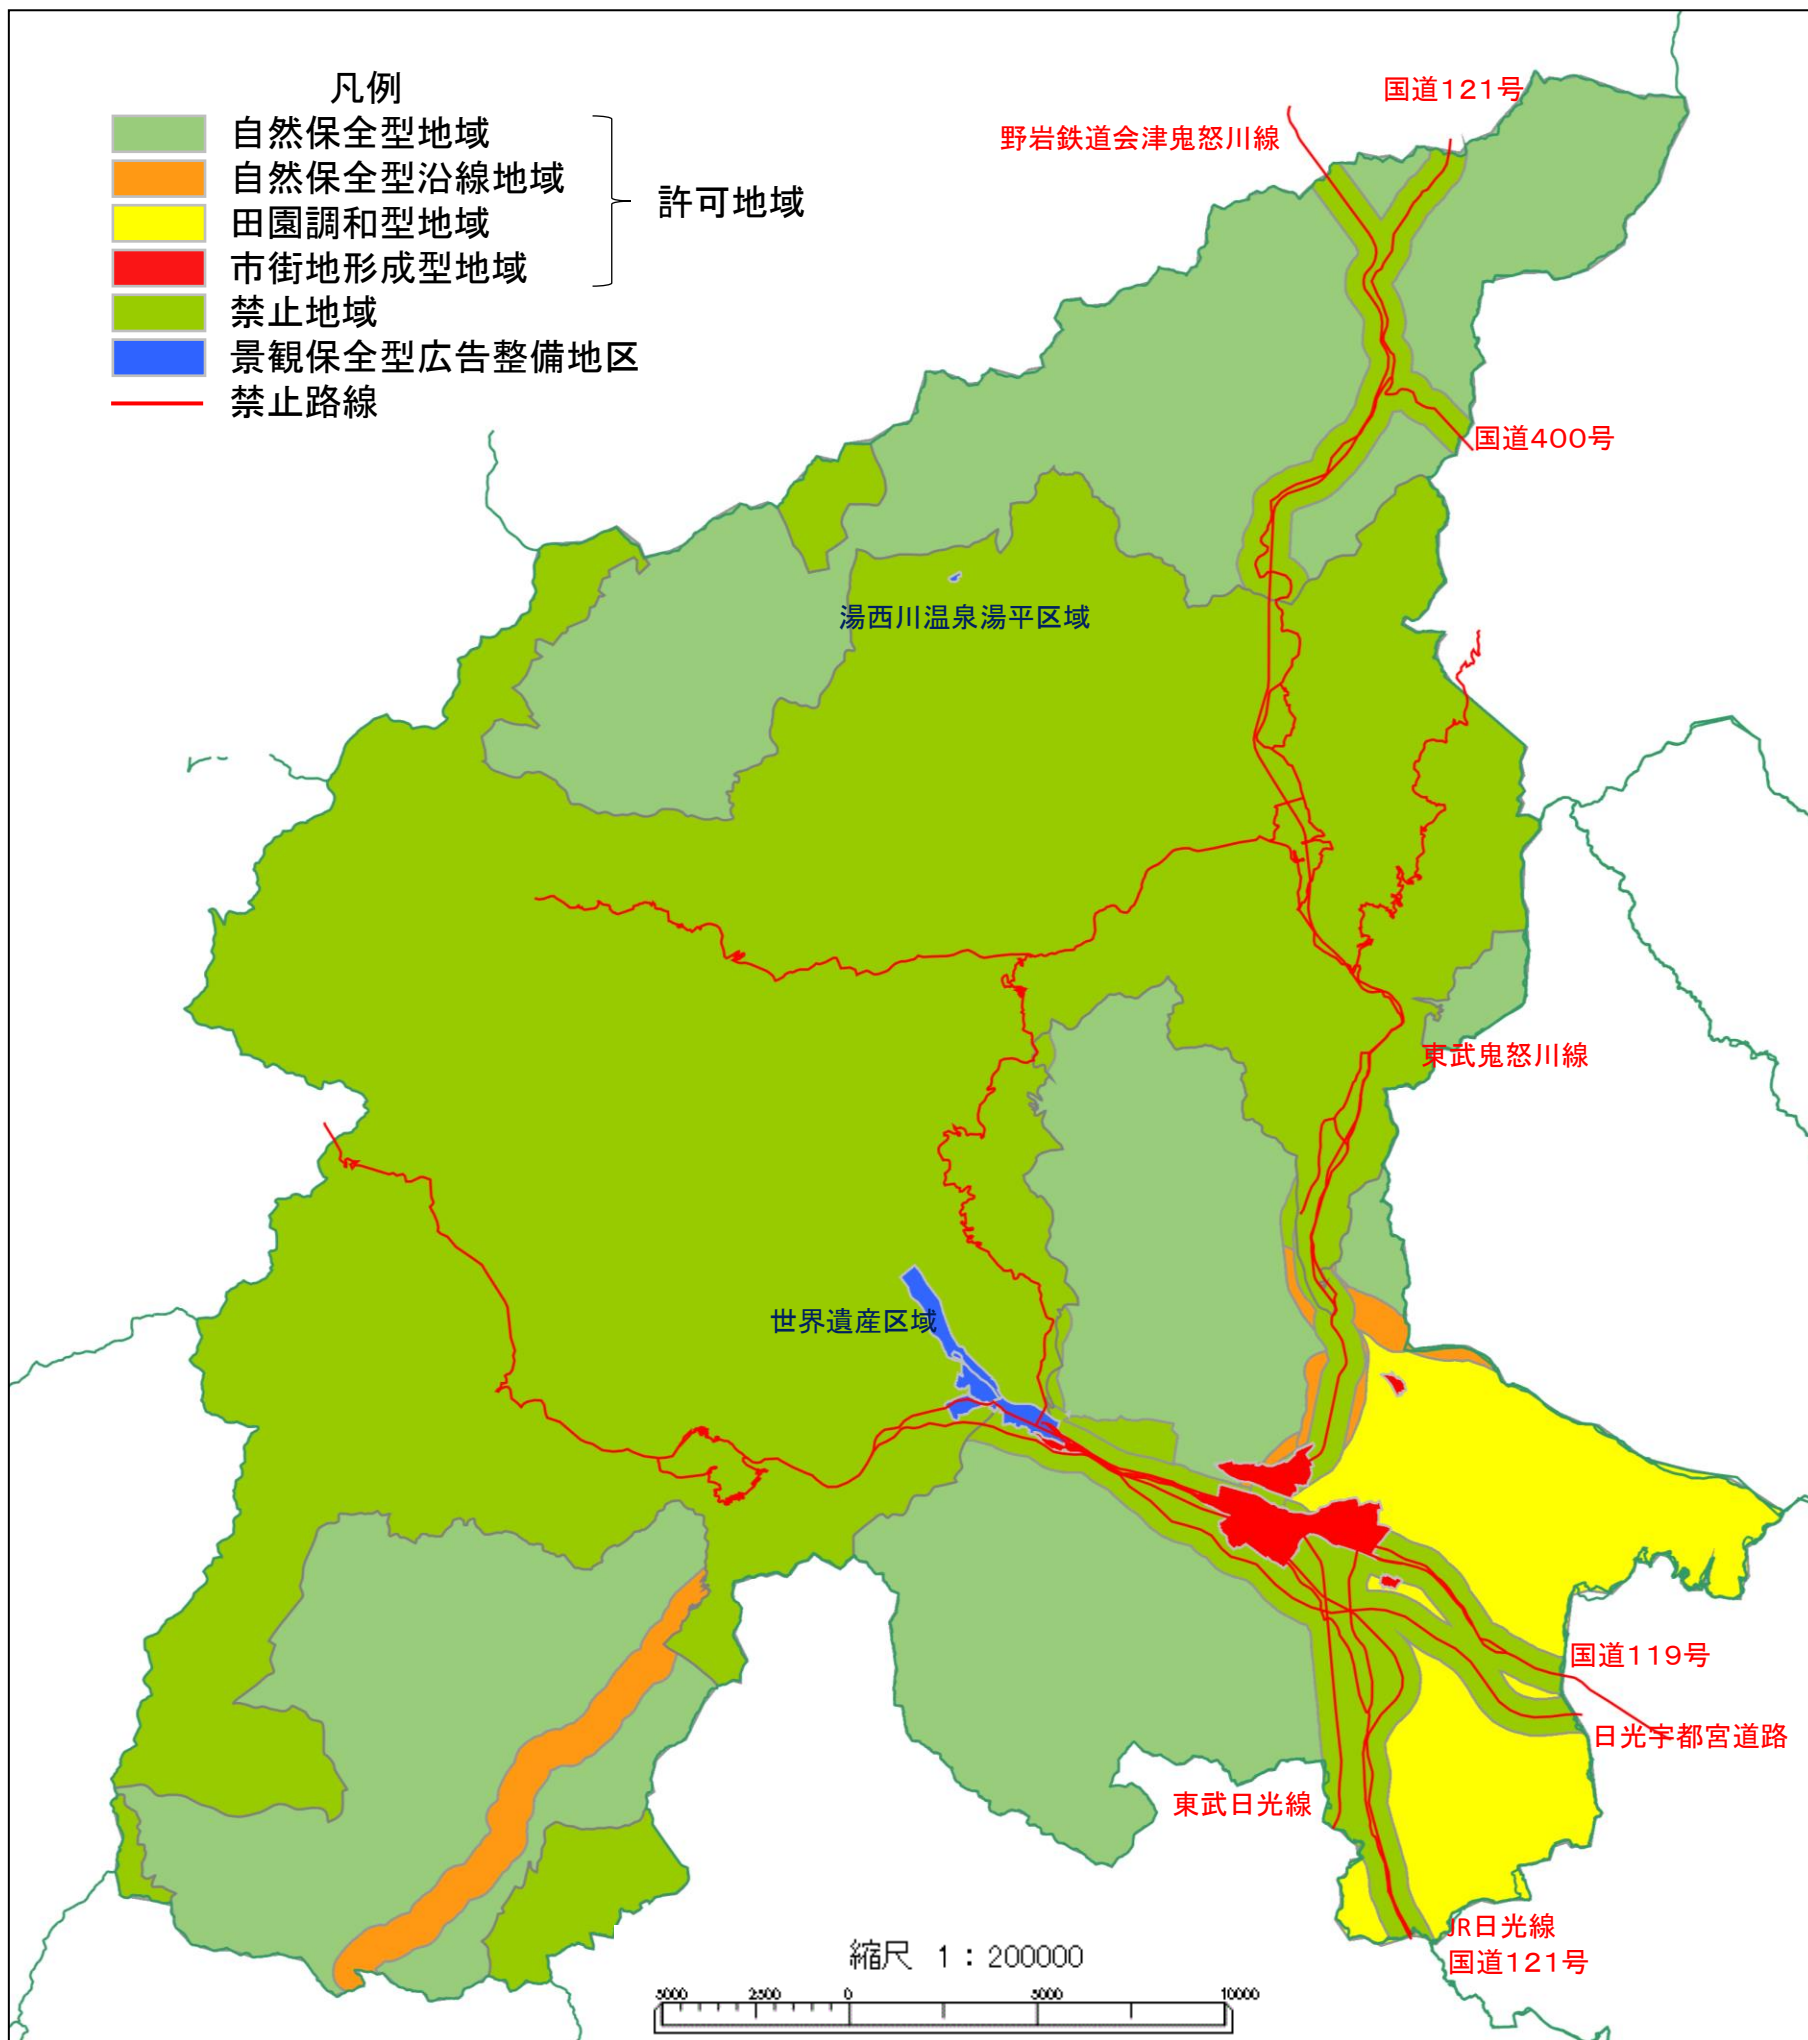 凡例
自然保全型地域
自然保全型沿線地域
田園調和型地域
市街地形成型地域
許可地域
禁止地域
景観保全型広告整備地区
禁止路線
国道121号
野岩鉄道会津鬼怒川線
国道400号
湯西川温泉湯平区域
東武鬼怒川線
世界遺産区域
国道119号
日光宇都宮道路
東武日光線
JR日光線
国道121号
縮尺 1:200000
5000 2500 0 5000 10000